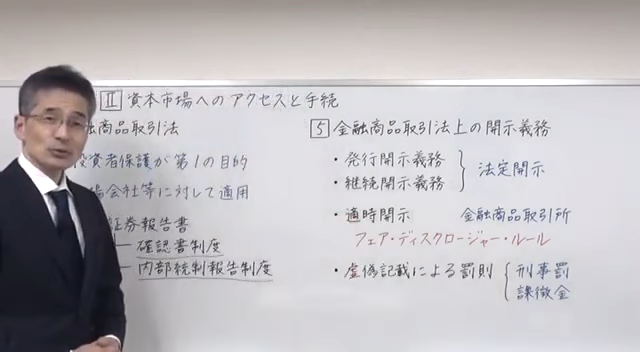 Ⅱ 資本市場へのアクセスと手続
融商品取引法
投資者保護が第1の目的
場会社等に対して適用
証券報告書
確認書制度
内部統制報告制度
5 金融商品取引法上の開示義務
・発行開示義務
・継続開示義務
法定開示
・適時開示 金融商品取引所
フェア・ディスクロージャー・ルール
・虚偽記載による罰則
刑事罰
課徴金